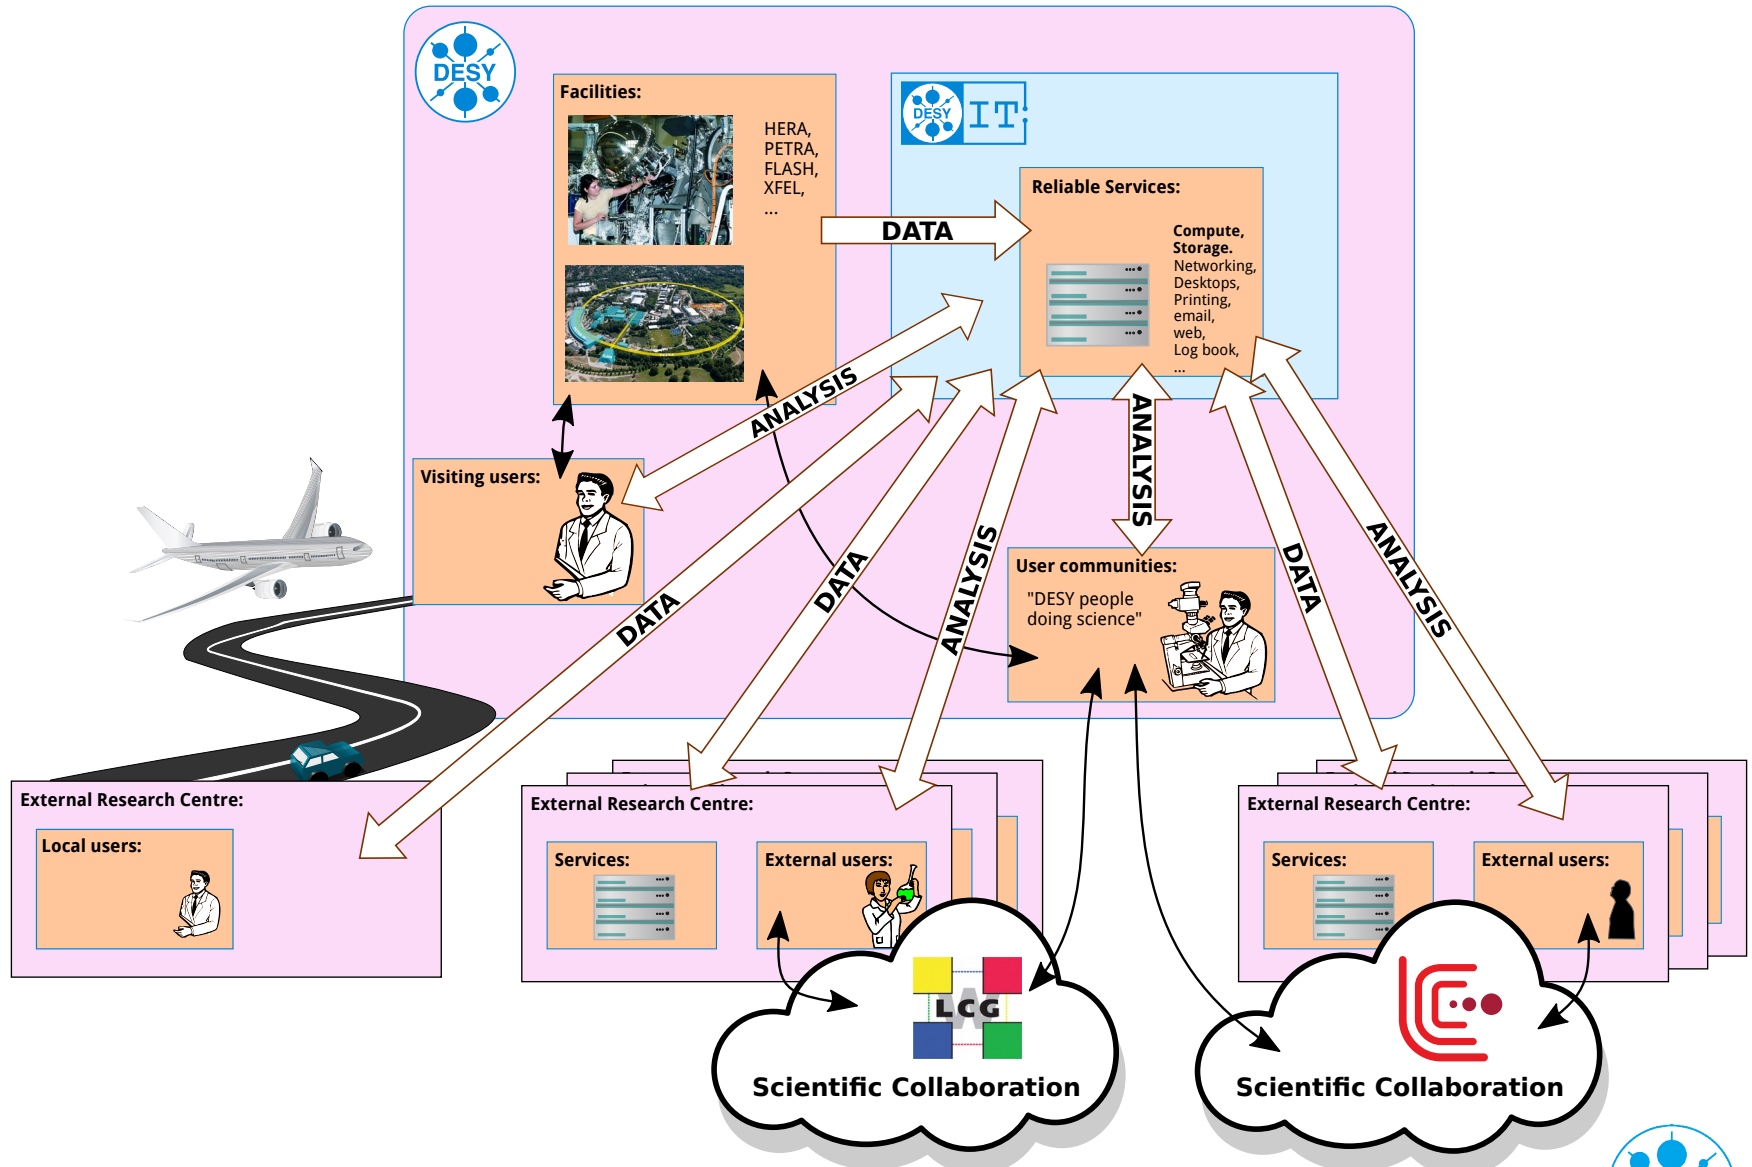 DESY
Facilities:
HERA,
PETRA,
FLASH,
XFEL,
...
DESY IT
Reliable Services:
Compute,
Storage.
Networking,
Desktops,
Printing,
email,
web,
Log book,
...
DATA
ANALYSIS
ANALYSIS
Visiting users:
DATA
DATA
ANALYSIS
User communities:
"DESY people
doing science"
DATA
ANALYSIS
External Research Centre:
Local users:
External Research Centre:
Services:
External users:
External Research Centre:
Services:
External users:
W
LCG
Scientific Collaboration
Scientific Collaboration